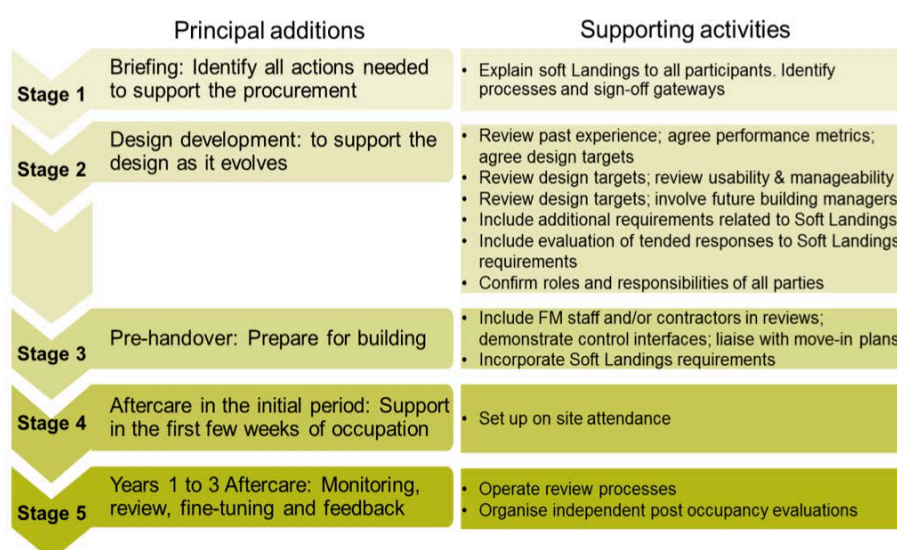 Principal additions
Supporting activities
Stage 1
Briefing: Identify all actions needed
to support the procurement
• Explain soft Landings to all participants. Identify
processes and sign-off gateways
Stage 2
Design development: to support the
design as it evolves
• Review past experience; agree performance metrics;
agree design targets
• Review design targets; review usability & manageability
• Review design targets; involve future building managers
• Include additional requirements related to Soft Landings
• Include evaluation of tended responses to Soft Landings
requirements
• Confirm roles and responsibilities of all parties
Stage 3
Pre-handover: Prepare for building
• Include FM staff and/or contractors in reviews;
demonstrate control interfaces; liaise with move-in plans
• Incorporate Soft Landings requirements
Stage 4
Aftercare in the initial period: Support
in the first few weeks of occupation
• Set up on site attendance
Stage 5
Years 1 to 3 Aftercare: Monitoring,
review, fine-tuning and feedback
• Operate review processes
• Organise independent post occupancy evaluations